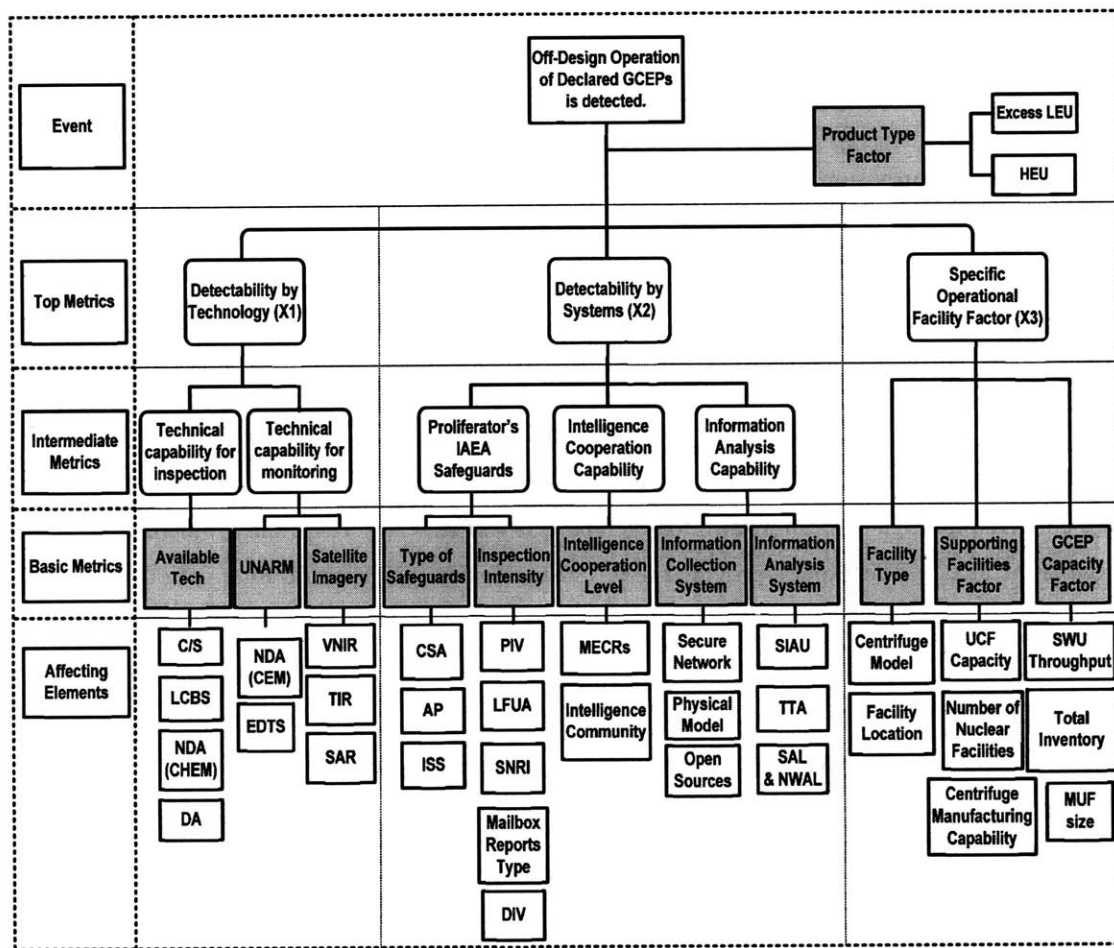 Event
Off-Design Operation
of Declared GCEPs
is detected.
Product Type
Factor
Excess LEU
HEU
Top Metrics
Detectability by
Technology (X1)
Detectability by
Systems (X2)
Specific
Operational
Facility Factor (X3)
Intermediate
Metrics
Technical
capability for
inspection
Technical
capability for
monitoring
Proliferator's
IAEA
Safeguards
Intelligence
Cooperation
Capability
Information
Analysis
Capability
Basic Metrics
Available
Tech
UNARM
Satellite
Imagery
Type of
Safeguards
Inspection
Intensity
Intelligence
Cooperation
Level
Information
Collection
System
Information
Analysis
System
Facility
Type
Supporting
Facilities
Factor
GCEP
Capacity
Factor
Affecting
Elements
C/S
LCBS
NDA
(CHEM)
DA
NDA
(CEM)
EDTS
VNIR
TIR
SAR
CSA
AP
ISS
PIV
LFUA
SNRI
Mailbox
Reports
Type
DIV
MECRs
Intelligence
Community
Secure
Network
Physical
Model
Open
Sources
SIAU
TTA
SAL
& NWAL
Centrifuge
Model
Facility
Location
UCF
Capacity
Number of
Nuclear
Facilities
Centrifuge
Manufacturing
Capability
SWU
Throughput
Total
Inventory
MUF
size